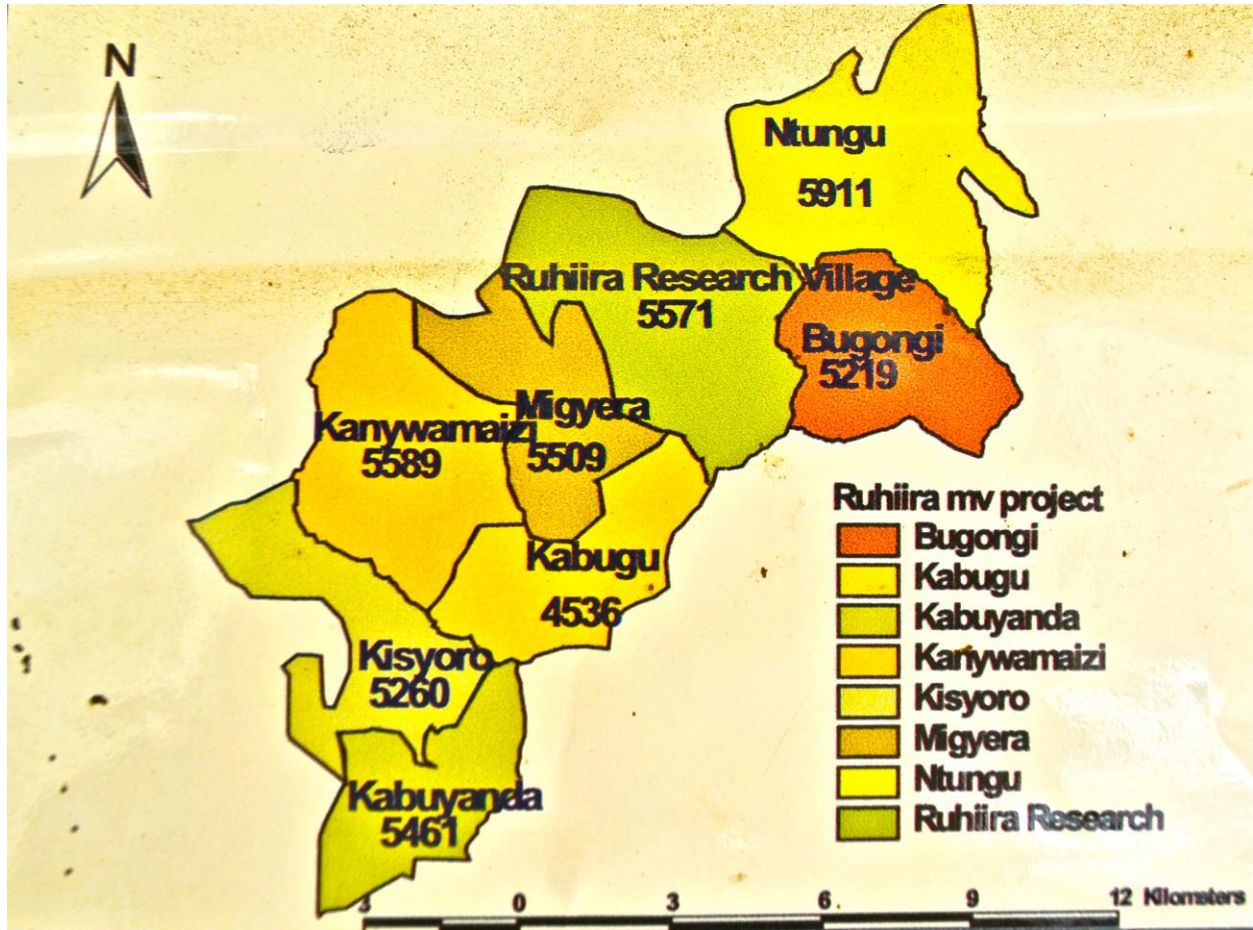 N
Ntungu
5911
Ruhiira Research Village
5571
Bugongi
5219
Migyera
5509
Kanywamaizi
5589
Kabugu
4536
Kisyoro
5260
Kabuyanda
5461
Ruhiira mv project
Bugongi
Kabugu
Kabuyanda
Kanywamaizi
Kisyoro
Migyera
Ntungu
Ruhiira Research
3 0 3 6 9 12 Kilometers